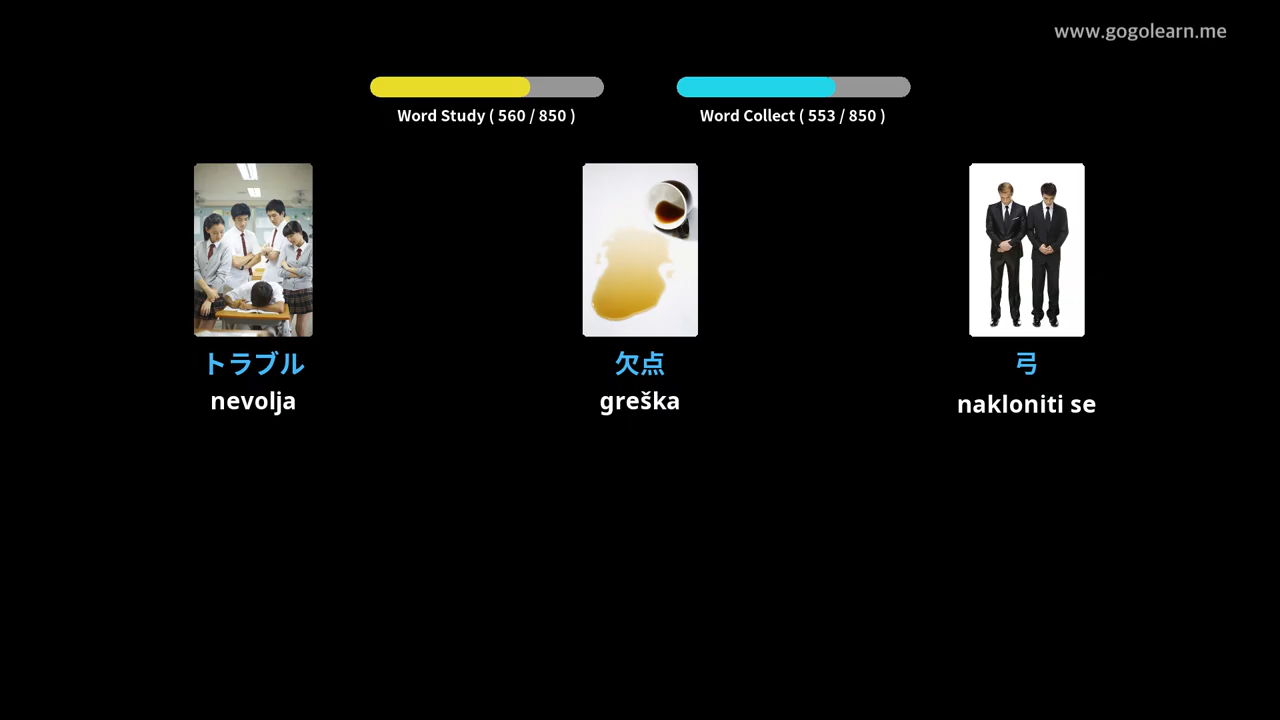 www.gogolearn.me
Word Study ( 560 / 850 )
Word Collect ( 553 / 850 )
トラブル
nevolja
欠点
greška
弓
nakloniti se